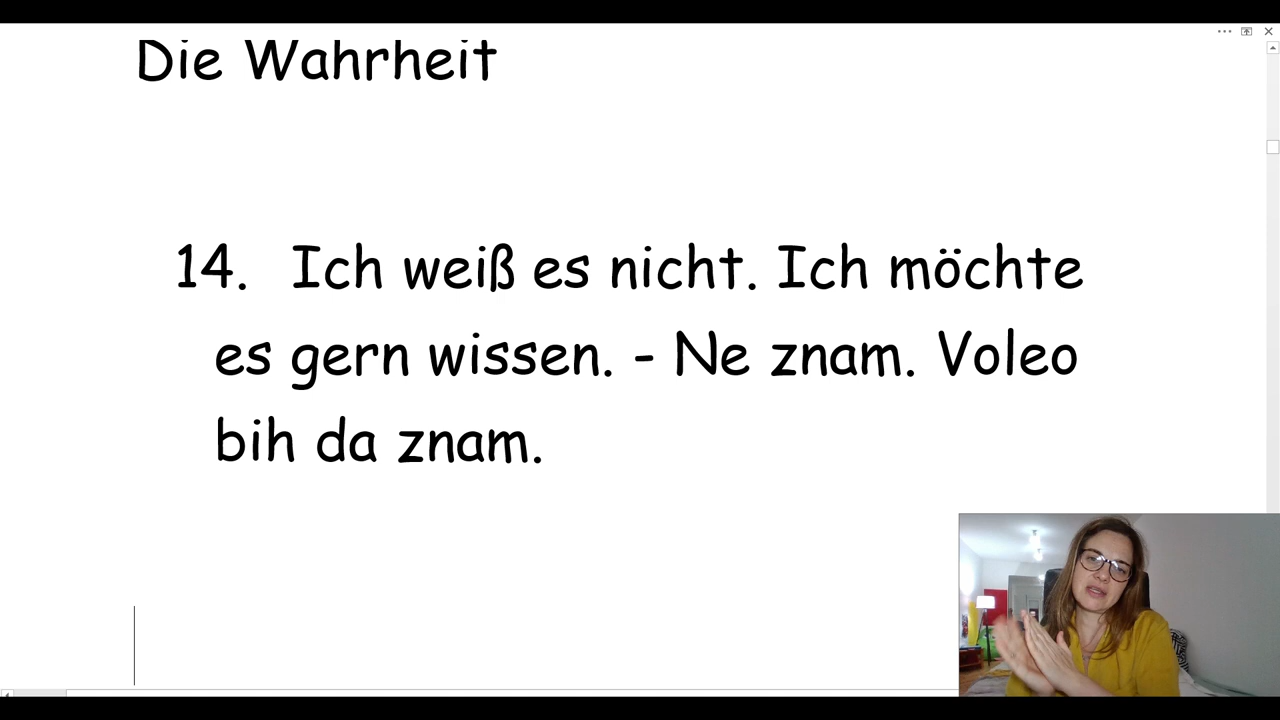 Die Wahrheit
14. Ich weiß es nicht. Ich möchte
es gern wissen. - Ne znam. Voleo
bih da znam.